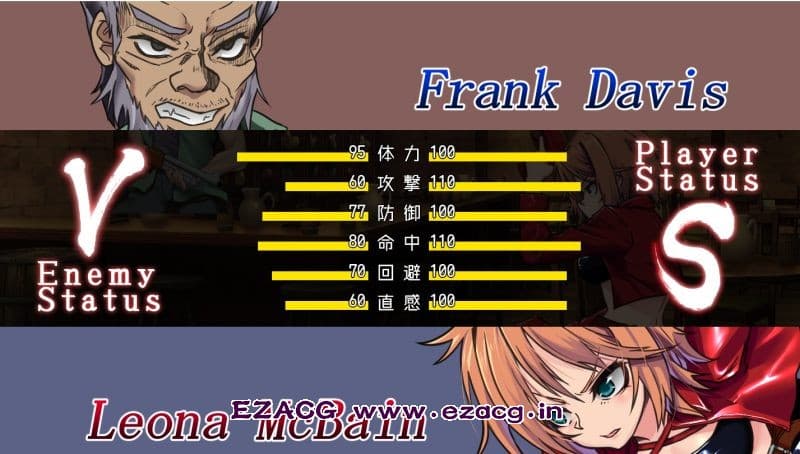 Frank Davis
Player
Status
95 体力 100
60 攻撃 110
77 防御 100
80 命中 110
70 回避 100
60 直感 100
V
S
Enemy
Status
EZACG www.ezacg.in
Leona McBain